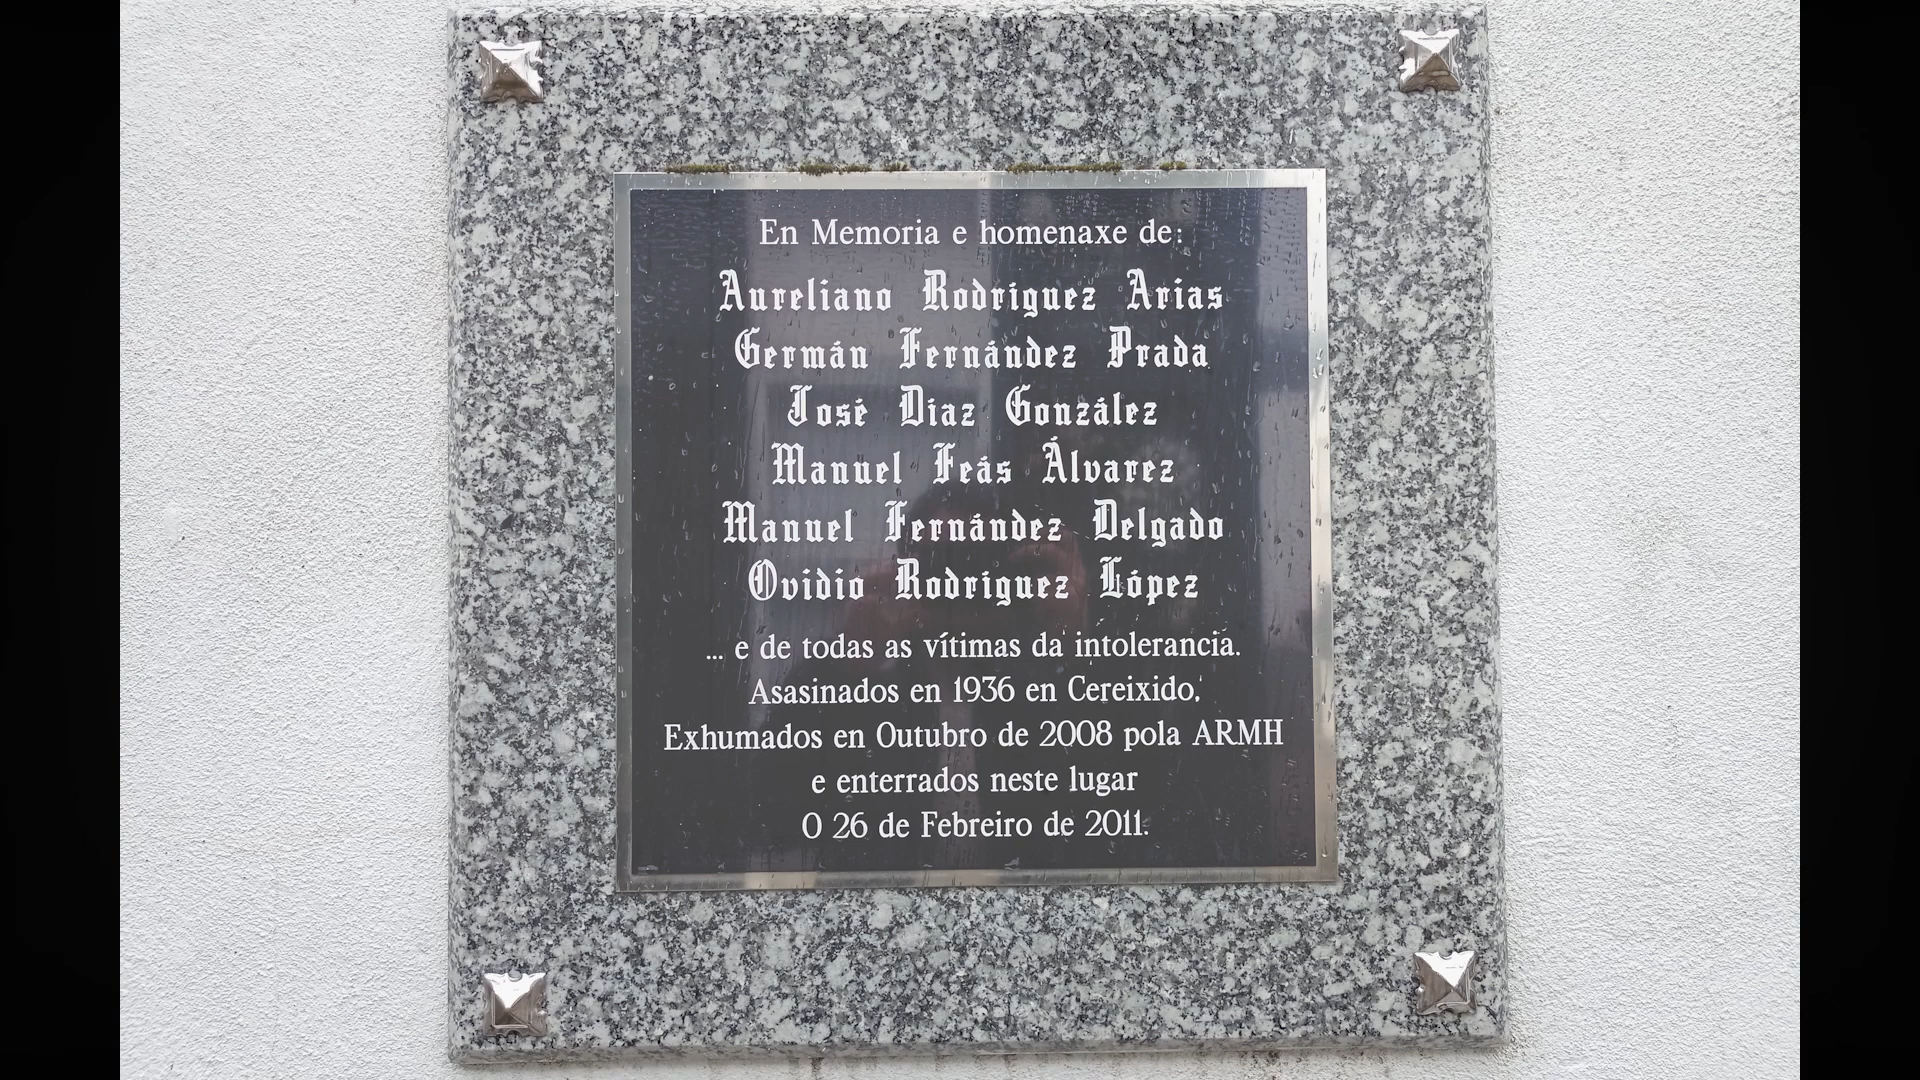 En Memoria e homenaxe de:
Aureliano Rodriguez Arias
Germán Fernández Prada
José Diaz González
Manuel Feás Álvarez
Manuel Fernández Delgado
Ovidio Rodriguez López
... e de todas as vítimas da intolerancia.
Asasinados en 1936 en Cereixido,
Exhumados en Outubro de 2008 pola ARMH
e enterrados neste lugar
O 26 de Febreiro de 2011.